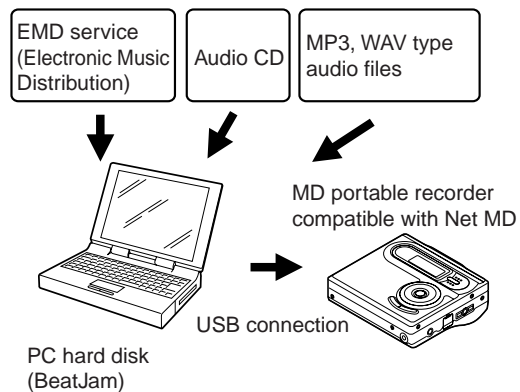 EMD service
(Electronic Music
Distribution)
Audio CD
MP3, WAV type
audio files
MD portable recorder
compatible with Net MD
USB connection
PC hard disk
(BeatJam)